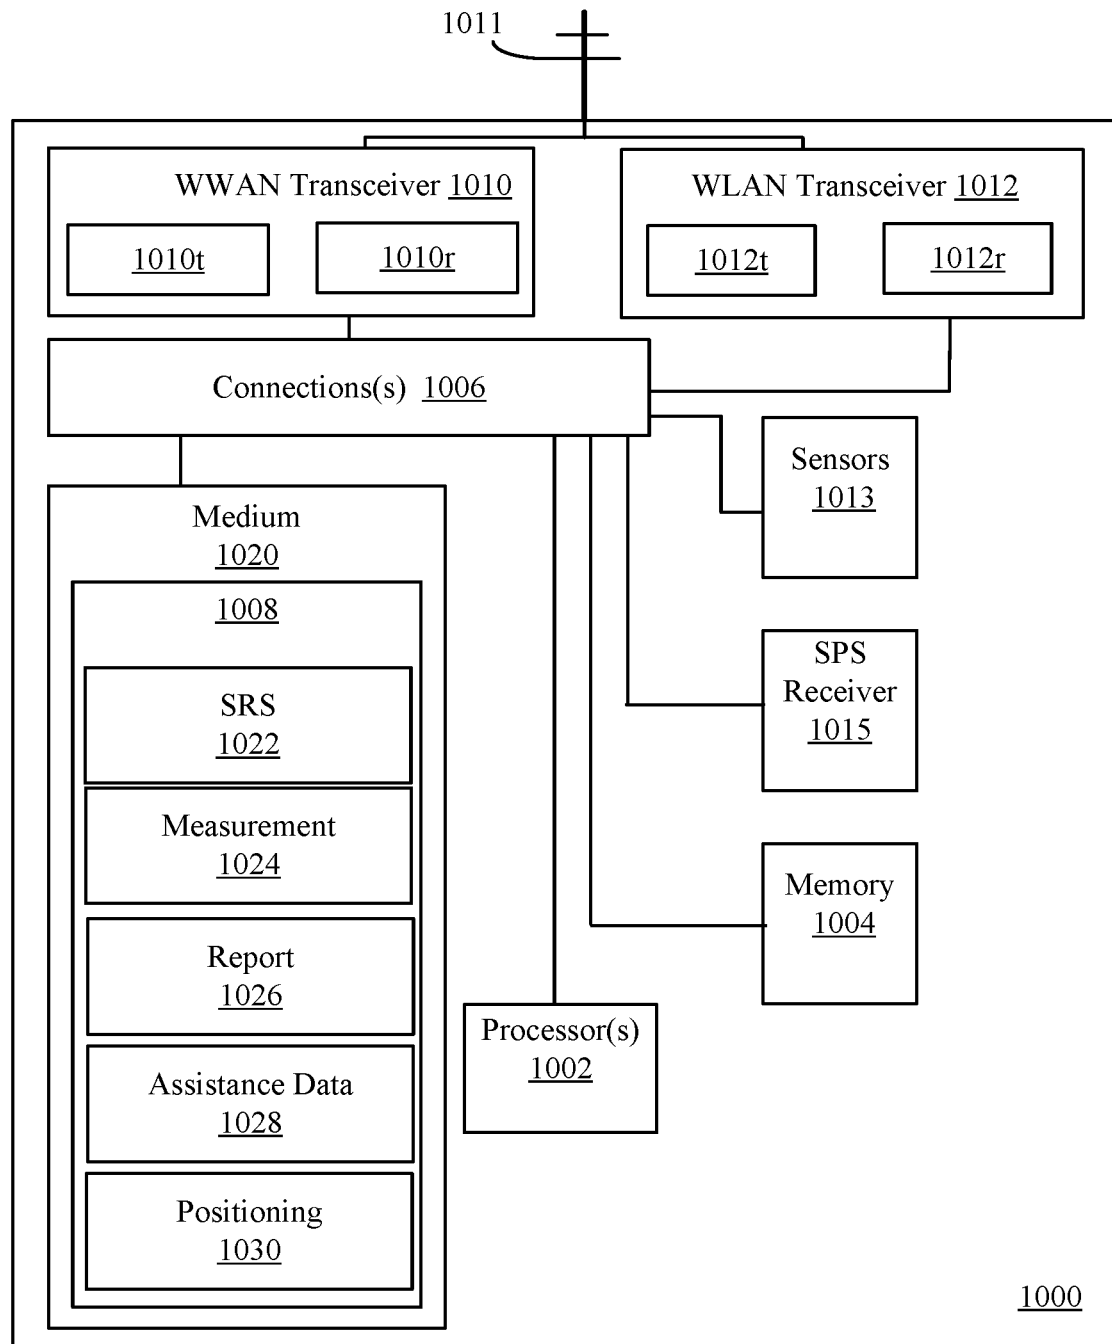 1011
WWAN Transceiver 1010
1010t
1010r
WLAN Transceiver 1012
1012t
1012r
Connections(s) 1006
Sensors
1013
Medium
1020
1008
SRS
1022
Measurement
1024
Report
1026
Assistance Data
1028
Positioning
1030
SPS
Receiver
1015
Memory
1004
Processor(s)
1002
1000